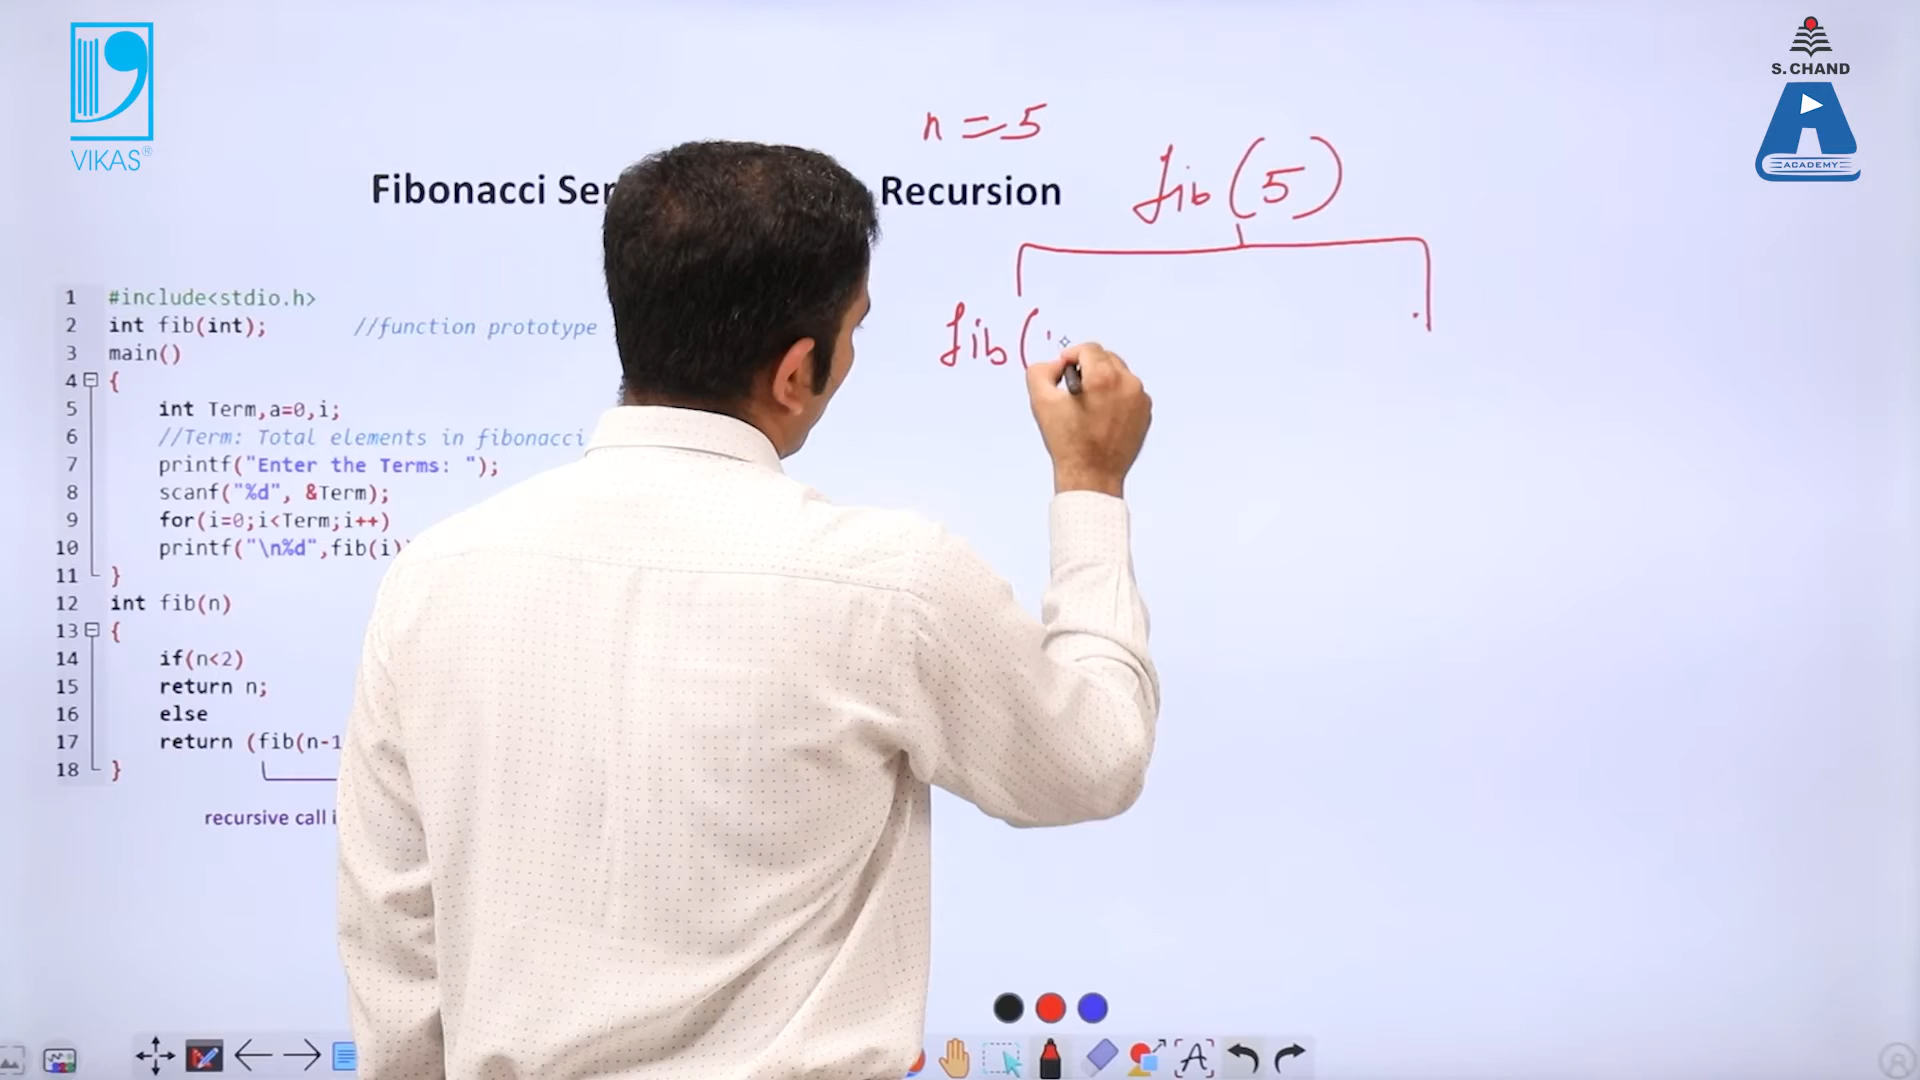 VIKAS®
S. CHAND
ACADEMY
n = 5
fib (5)
Fibonacci Ser Recursion
fib (
1 #include<stdio.h>
2 int fib(int); //function prototype
3 main()
4 {
5 int Term,a=0,i;
6 //Term: Total elements in fibonacci
7 printf("Enter the Terms: ");
8 scanf("%d", &Term);
9 for(i=0;i<Term;i++)
10 printf("\n%d",fib(i)
11 }
12 int fib(n)
13 {
14 if(n<2)
15 return n;
16 else
17 return (fib(n-1
18 }
recursive call